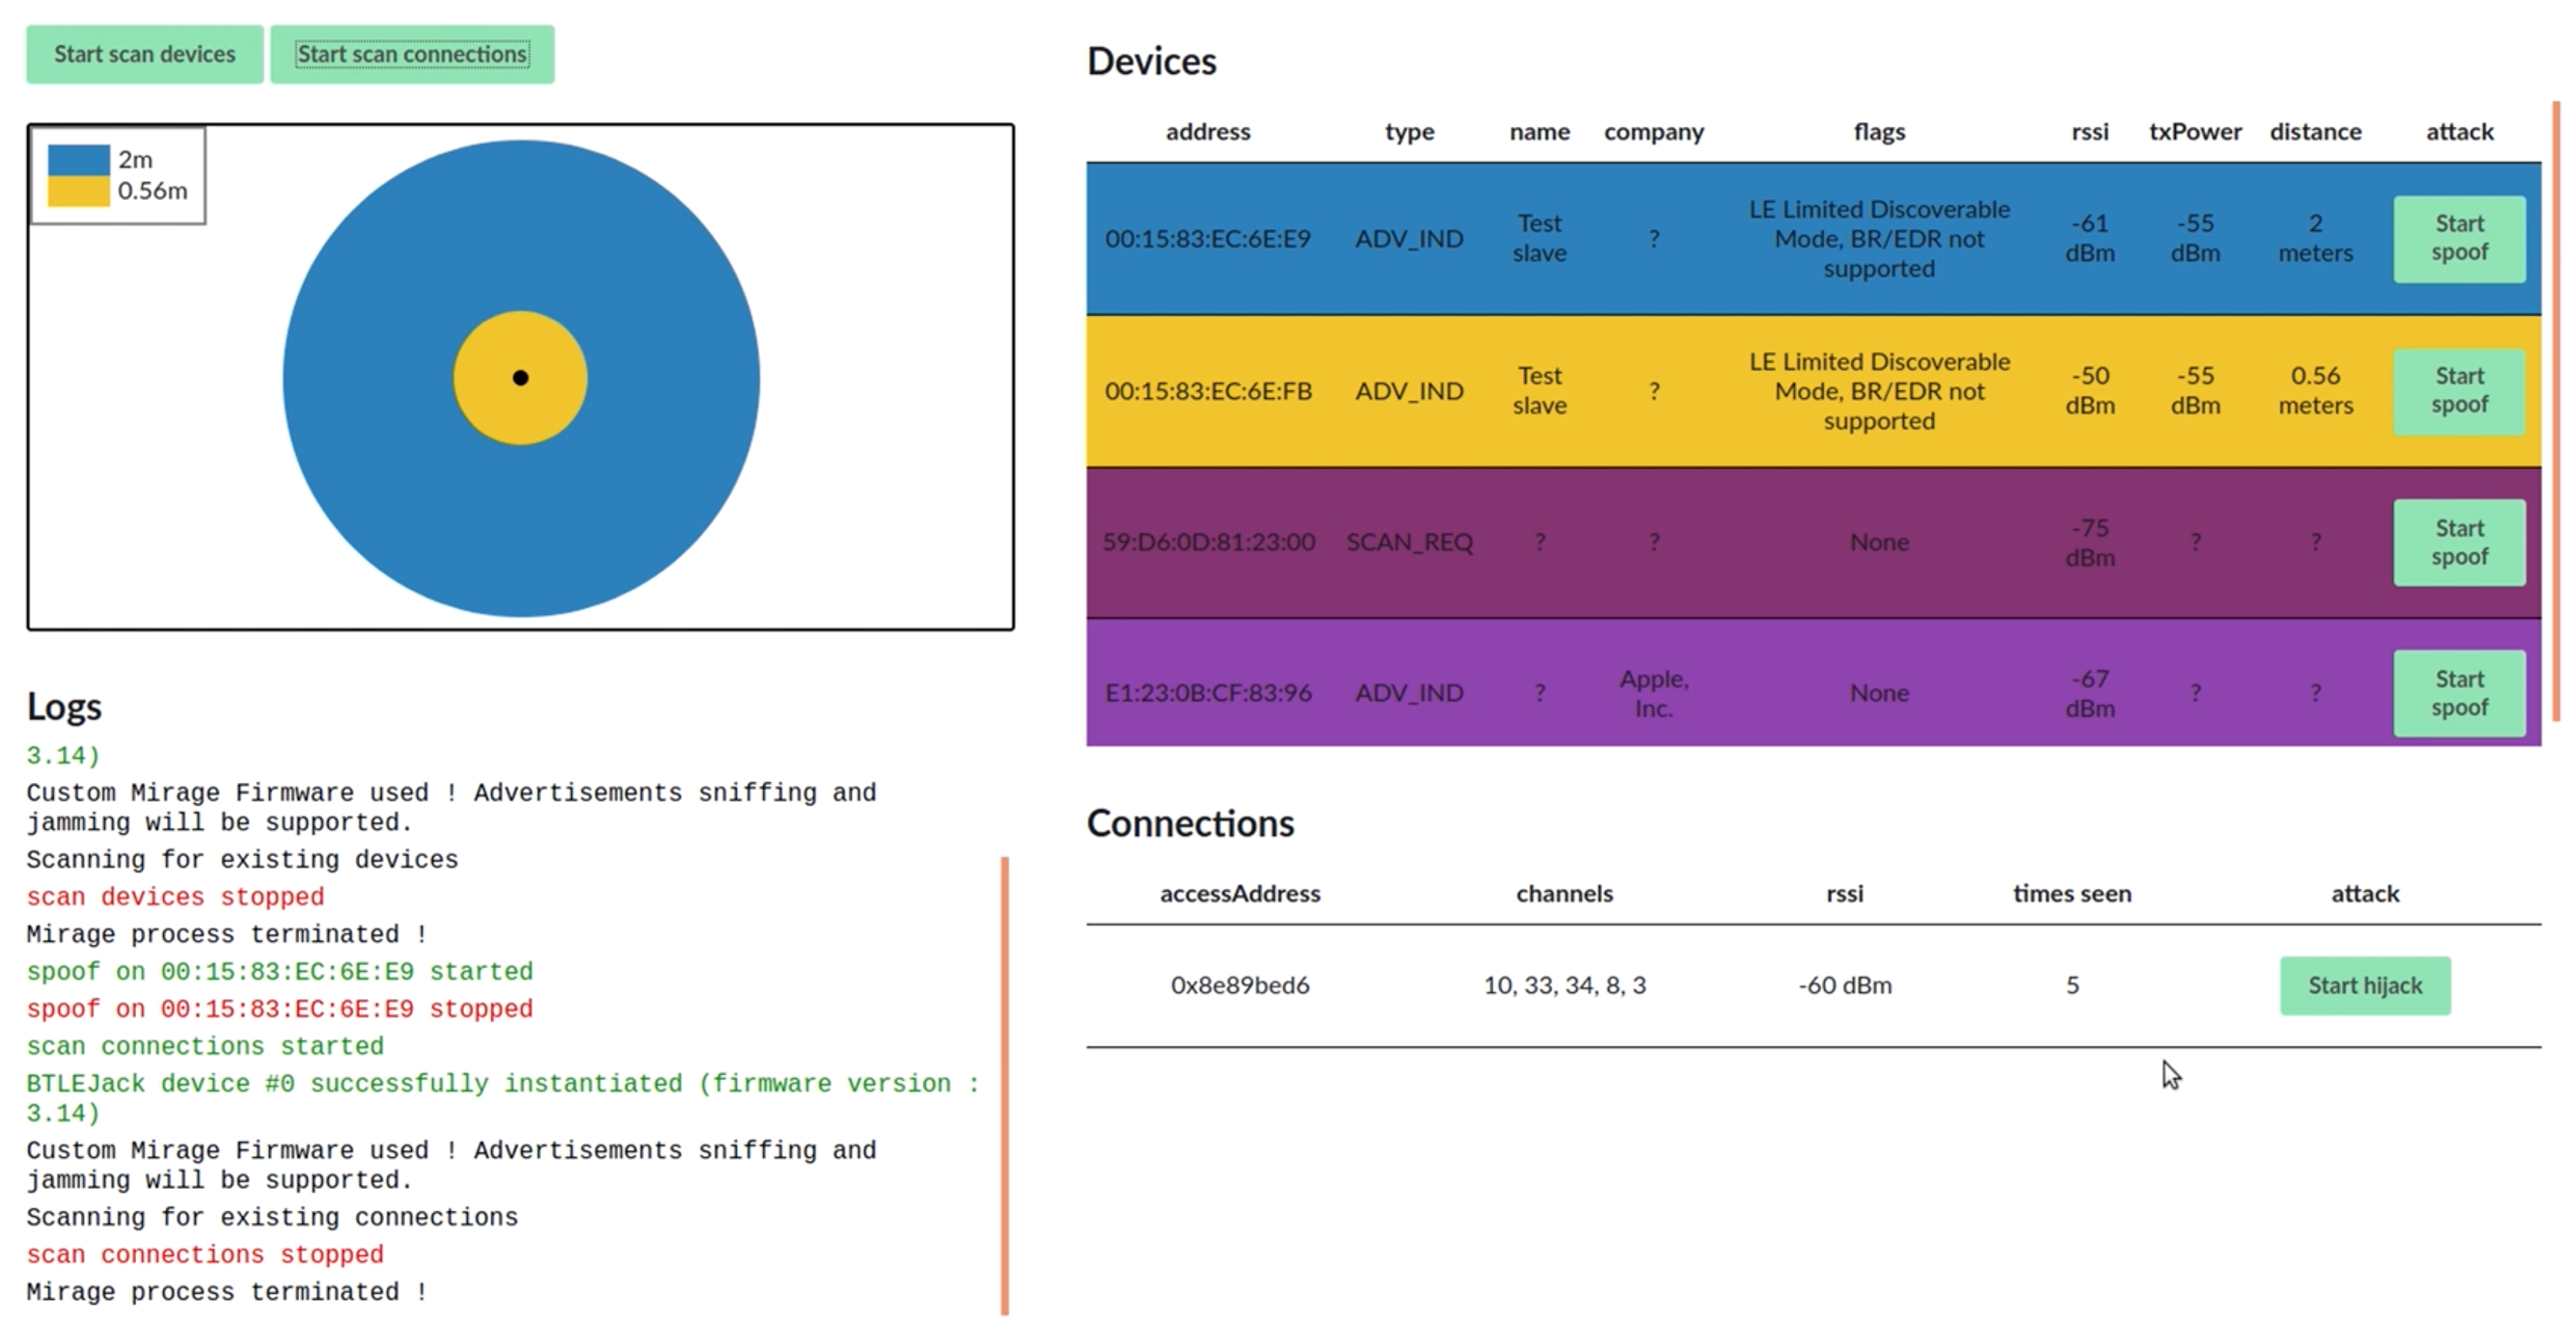 Start scan devices
Start scan connections
2m
0.56m
Logs
3.14)
Custom Mirage Firmware used ! Advertisements sniffing and
jamming will be supported.
Scanning for existing devices
scan devices stopped
Mirage process terminated !
spoof on 00:15:83:EC:6E:E9 started
spoof on 00:15:83:EC:6E:E9 stopped
scan connections started
BTLEJack device #0 successfully instantiated (firmware version :
3.14)
Custom Mirage Firmware used ! Advertisements sniffing and
jamming will be supported.
Scanning for existing connections
scan connections stopped
Mirage process terminated !
Devices
address type name company flags rssi txPower distance attack
00:15:83:EC:6E:E9 ADV_IND Test slave ? LE Limited Discoverable Mode, BR/EDR not supported -61 dBm -55 dBm 2 meters Start spoof
00:15:83:EC:6E:FB ADV_IND Test slave ? LE Limited Discoverable Mode, BR/EDR not supported -50 dBm -55 dBm 0.56 meters Start spoof
59:D6:0D:81:23:00 SCAN_REQ ? ? None -75 dBm ? ? Start spoof
E1:23:0B:CF:83:96 ADV_IND ? Apple, Inc. None -67 dBm ? ? Start spoof
Connections
accessAddress channels rssi times seen attack
0x8e89bed6 10, 33, 34, 8, 3 -60 dBm 5 Start hijack